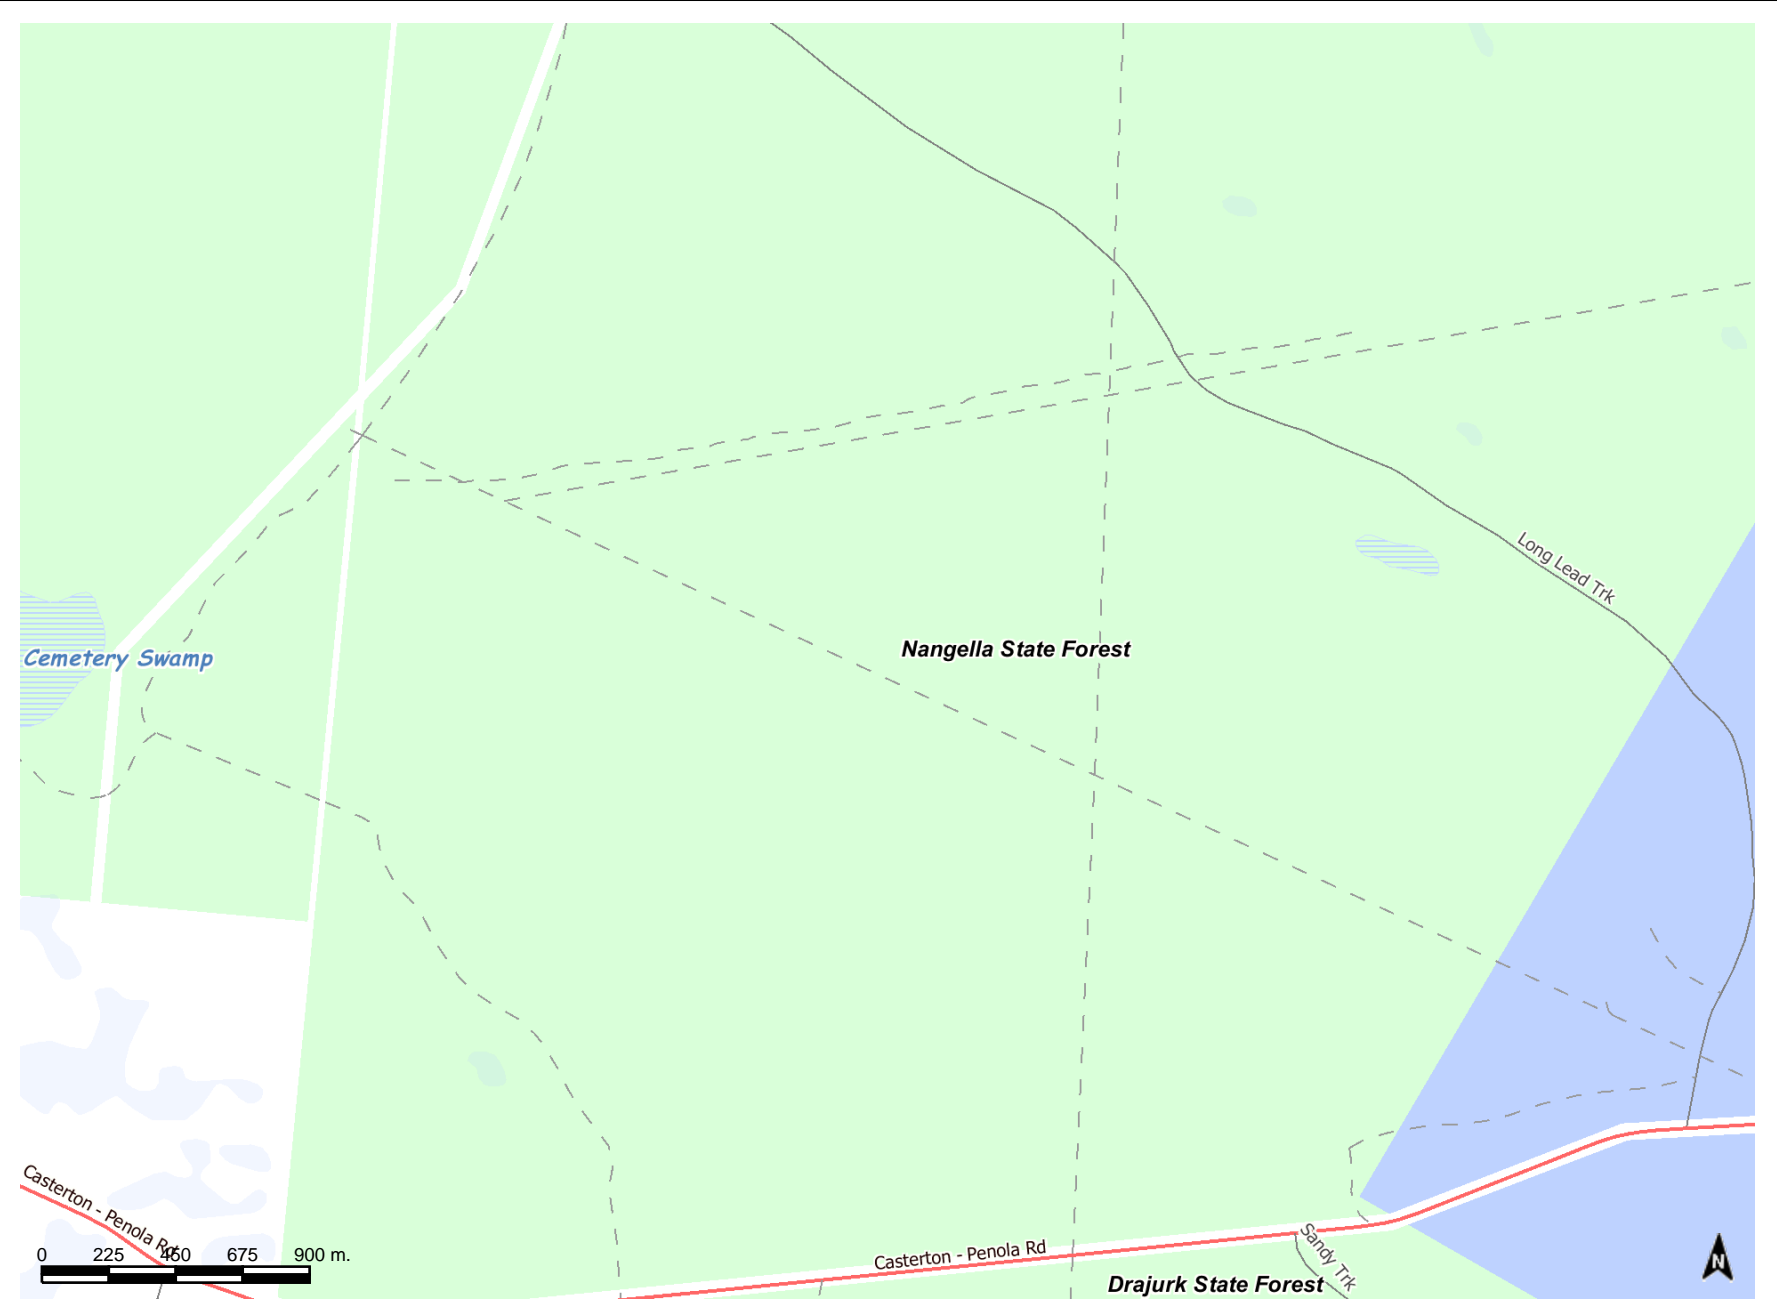 Long Lead Trk
Nangella State Forest
Cemetery Swamp
Casterton - Penola Rd
Casterton - Penola Rd
Sandy Trk
Drajurk State Forest
0 225 450 675 900 m.
N